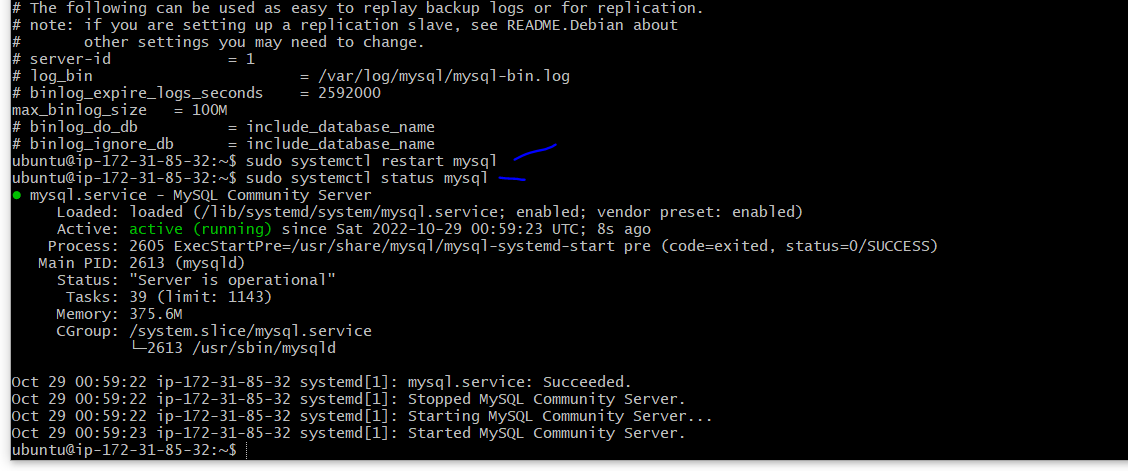 # The following can be used as easy to replay backup logs or for replication.
# note: if you are setting up a replication slave, see README.Debian about
#       other settings you may need to change.
# server-id             = 1
# log_bin                       = /var/log/mysql/mysql-bin.log
# binlog_expire_logs_seconds    = 2592000
max_binlog_size   = 100M
# binlog_do_db          = include_database_name
# binlog_ignore_db      = include_database_name
ubuntu@ip-172-31-85-32:~$ sudo systemctl restart mysql
ubuntu@ip-172-31-85-32:~$ sudo systemctl status mysql
● mysql.service - MySQL Community Server
     Loaded: loaded (/lib/systemd/system/mysql.service; enabled; vendor preset: enabled)
     Active: active (running) since Sat 2022-10-29 00:59:23 UTC; 8s ago
    Process: 2605 ExecStartPre=/usr/share/mysql/mysql-systemd-start pre (code=exited, status=0/SUCCESS)
   Main PID: 2613 (mysqld)
     Status: "Server is operational"
      Tasks: 39 (limit: 1143)
     Memory: 375.6M
     CGroup: /system.slice/mysql.service
             └─2613 /usr/sbin/mysqld
Oct 29 00:59:22 ip-172-31-85-32 systemd[1]: mysql.service: Succeeded.
Oct 29 00:59:22 ip-172-31-85-32 systemd[1]: Stopped MySQL Community Server.
Oct 29 00:59:22 ip-172-31-85-32 systemd[1]: Starting MySQL Community Server...
Oct 29 00:59:23 ip-172-31-85-32 systemd[1]: Started MySQL Community Server.
ubuntu@ip-172-31-85-32:~$